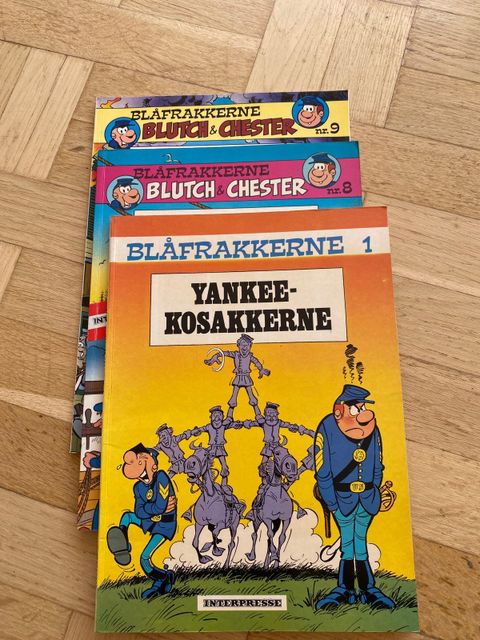 BLÅFRAKKERNE
BLUTCH & CHESTER
nr. 9
BLÅFRAKKERNE
BLUTCH & CHESTER
nr. 8
BLÅFRAKKERNE 1
YANKEE-
KOSAKKERNE
INTERPRESSE